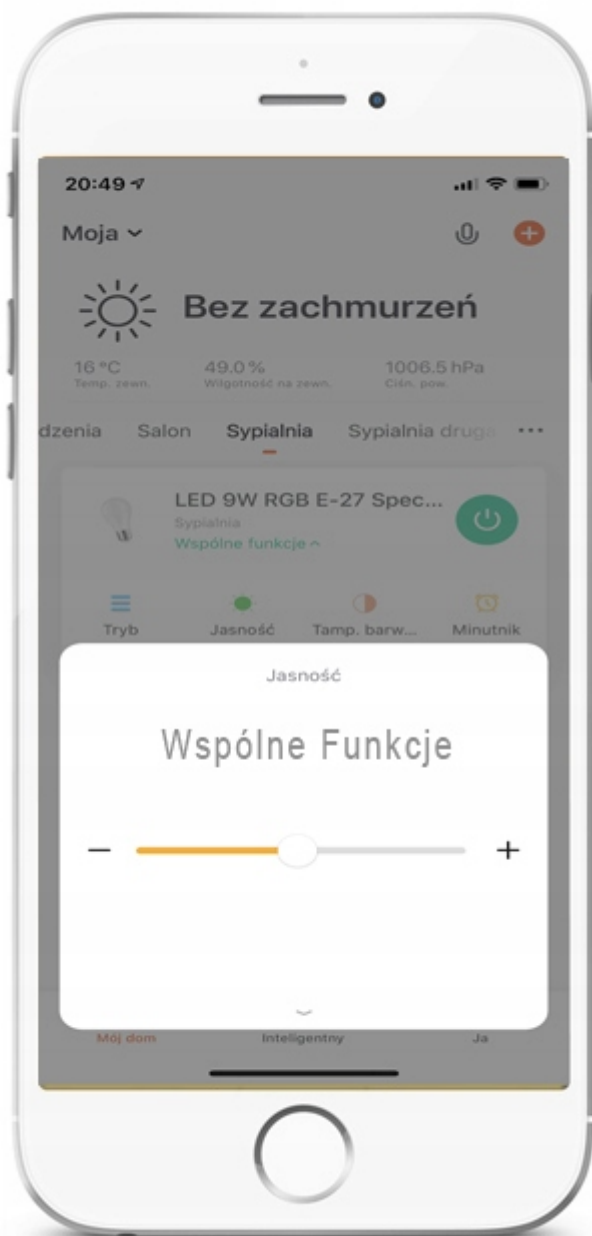 20:49
Moja
Bez zachmurzeń
16 °C 49.0 % 1006.5 hPa
Temp. zewn. Wilgotność na zewn. Ciśn. pow.
dzenia Salon Sypialnia Sypialnia druga ...
LED 9W RGB E-27 Spec...
Sypialnia
Wspólne funkcje
Tryb Jasność Tamp. barw... Minutnik
Jasność
Wspólne Funkcje
− +
Mój dom Inteligentny Ja